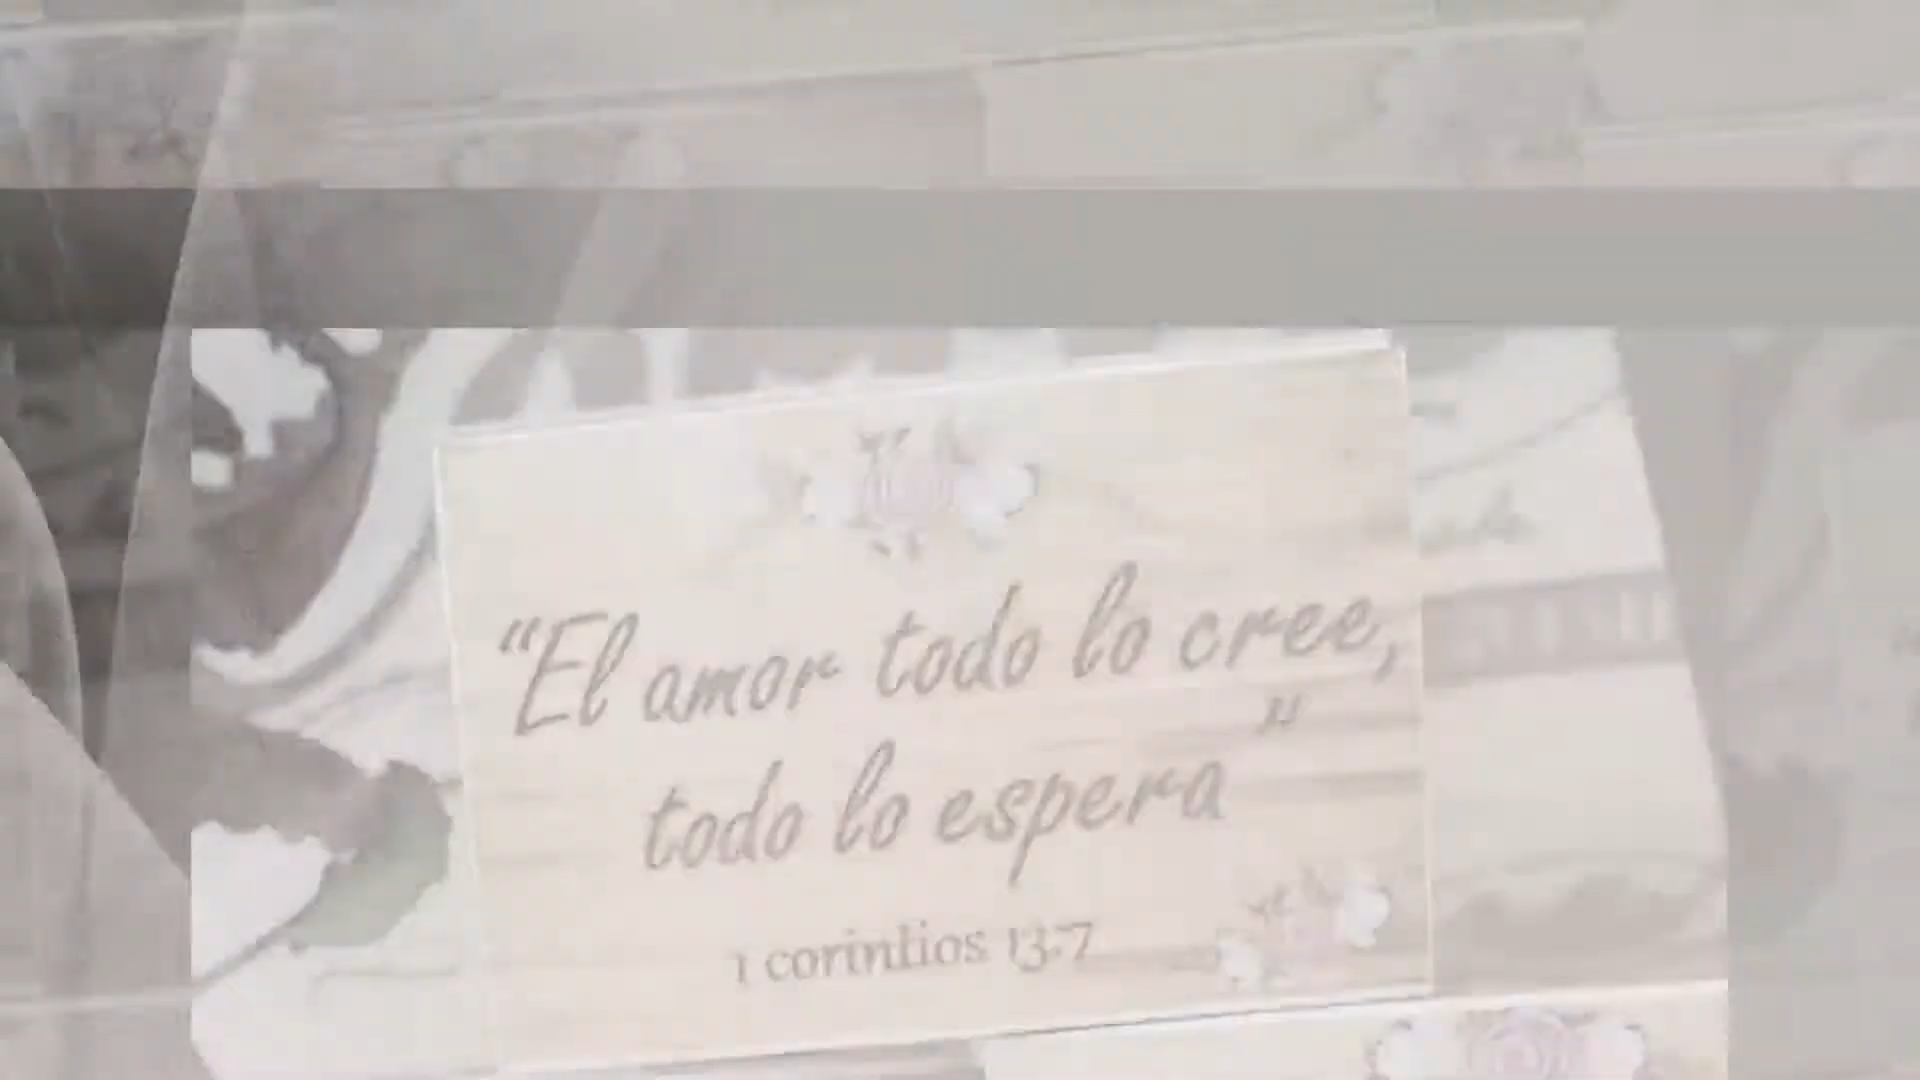 “El amor todo lo cree,
todo lo espera”
1 corintios 13:7